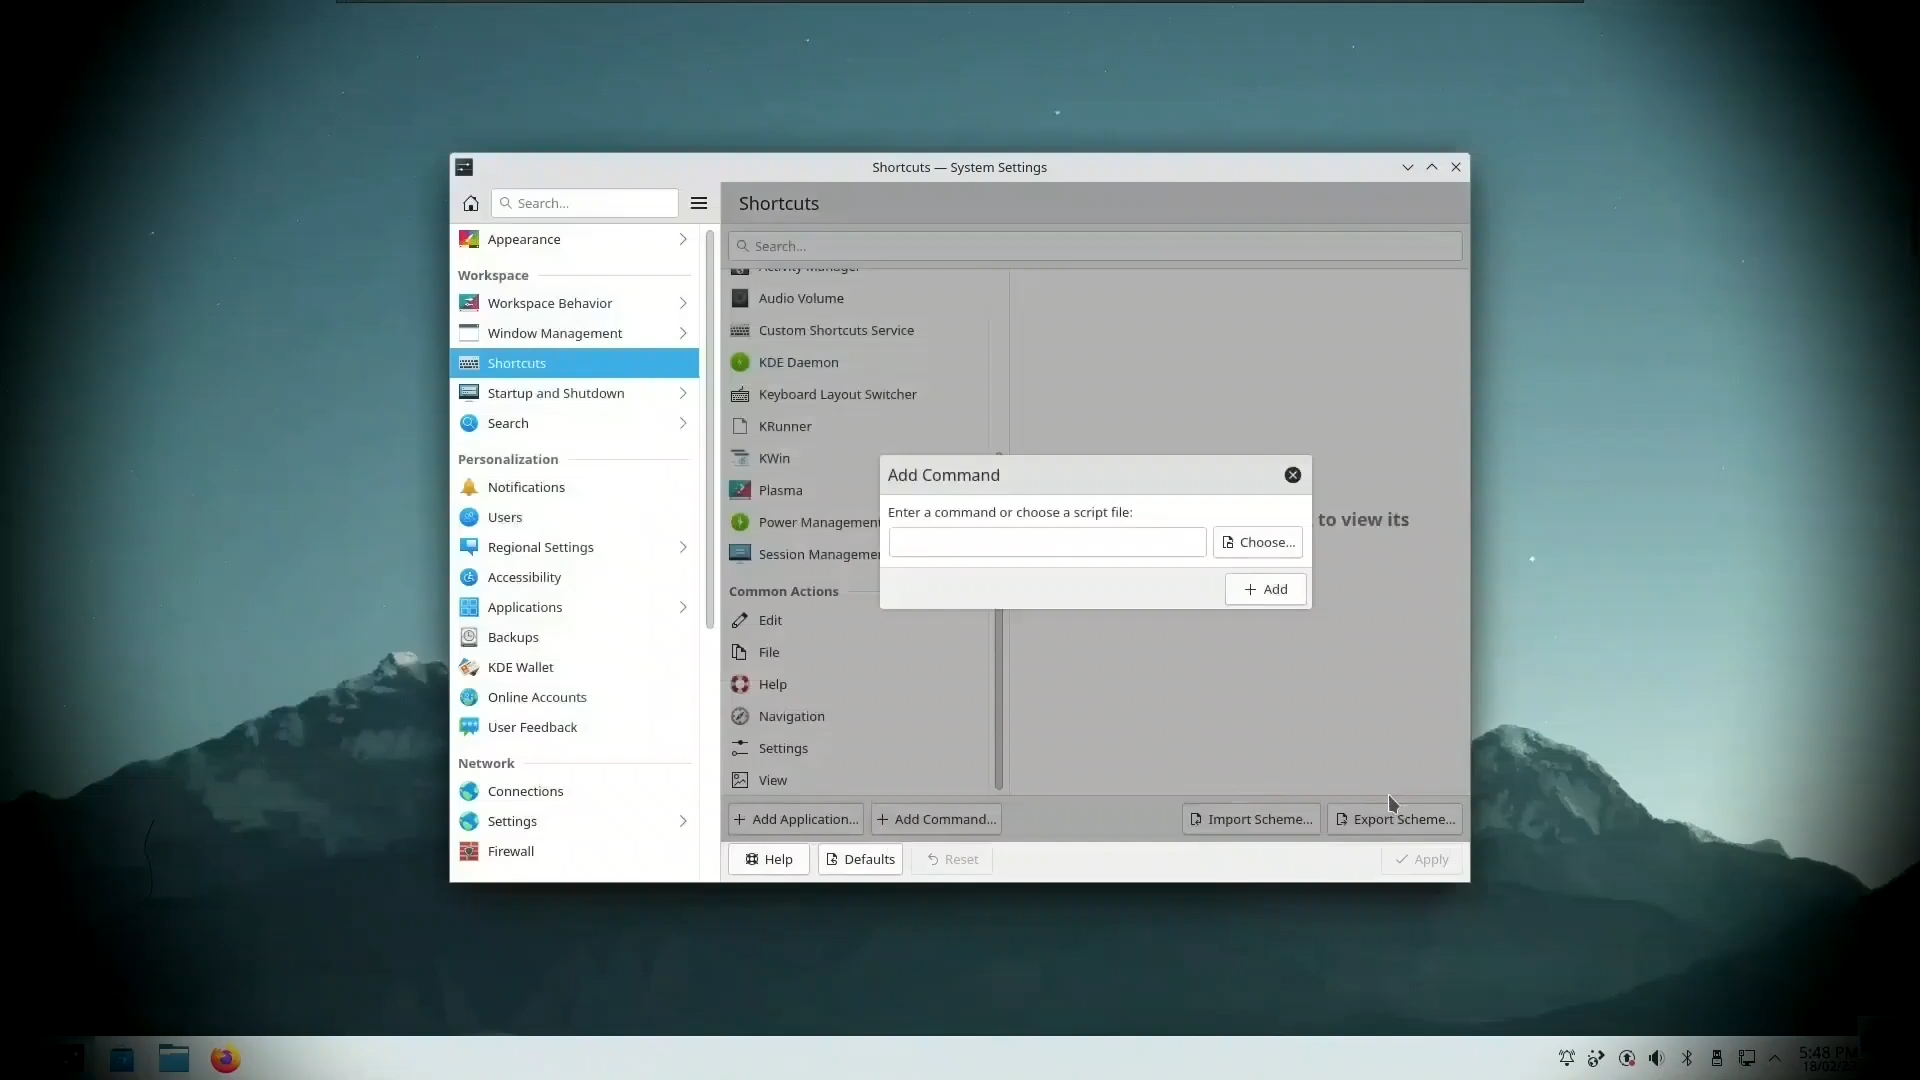 Shortcuts — System Settings
Search...
Appearance
Workspace
Workspace Behavior
Window Management
Shortcuts
Startup and Shutdown
Search
Personalization
Notifications
Users
Regional Settings
Accessibility
Applications
Backups
KDE Wallet
Online Accounts
User Feedback
Network
Connections
Settings
Firewall
Shortcuts
Search...
Activity Manager
Audio Volume
Custom Shortcuts Service
KDE Daemon
Keyboard Layout Switcher
KRunner
KWin
Plasma
Power Management
Session
Common Actions
Edit
File
Help
Navigation
Settings
View
to view its
Add Command
Enter a command or choose a script file:
Choose...
Add
Add Application...
Add Command...
Import Scheme...
Export Scheme...
Help
Defaults
Reset
Apply
5:48 PM